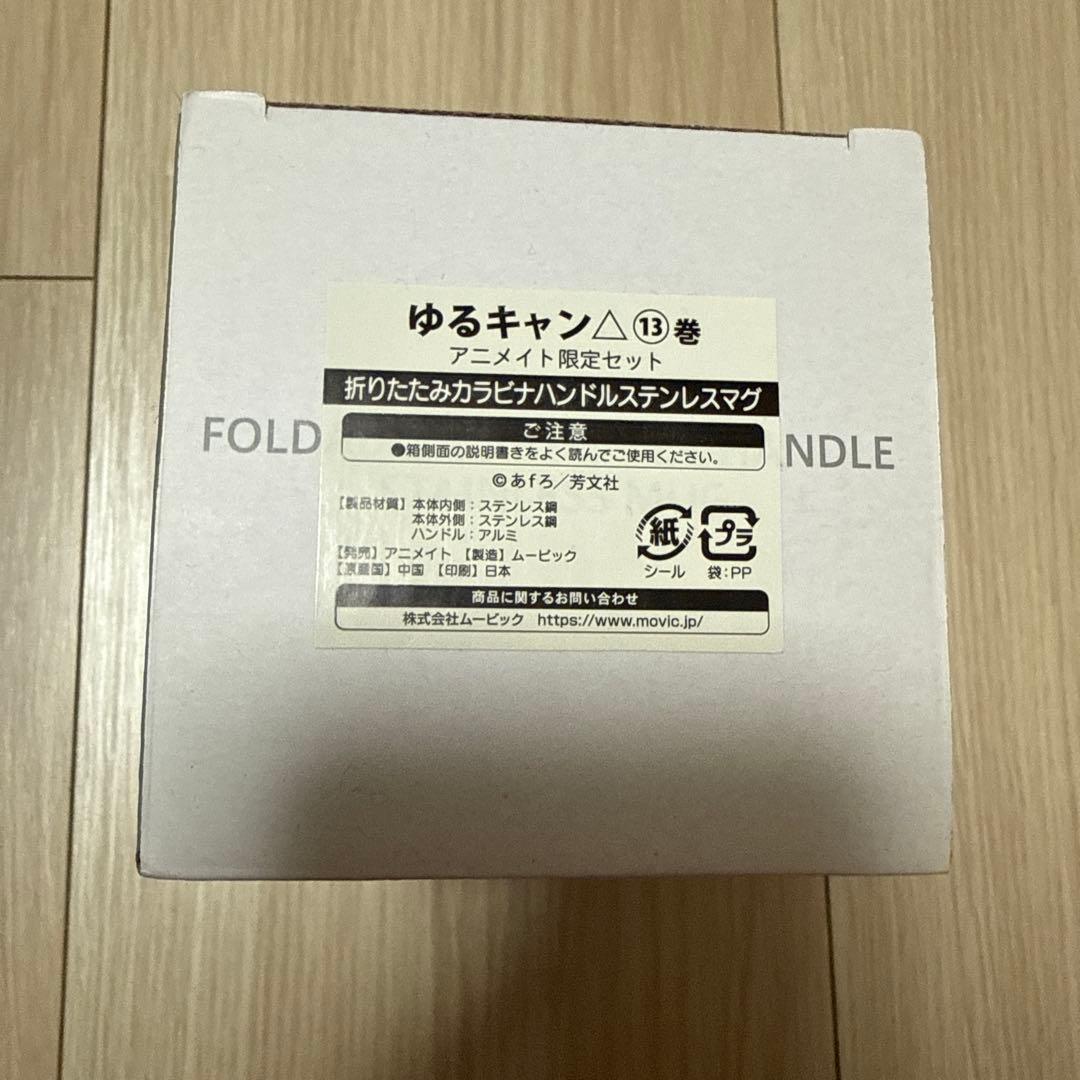 ゆるキャン△⑬巻
アニメイト限定セット
折りたたみカラビナハンドルステンレスマグ
FOLD
NDLE
ご注意
●箱側面の説明書きをよく読んでご使用ください。
©あfろ/芳文社
【製品材質】本体内側:ステンレス鋼
本体外側:ステンレス鋼
ハンドル:アルミ
【発売】アニメイト 【製造】ムービック
【原産国】中国 【印刷】日本
紙
シール
プラ
袋:PP
商品に関するお問い合わせ
株式会社ムービック https://www.movic.jp/